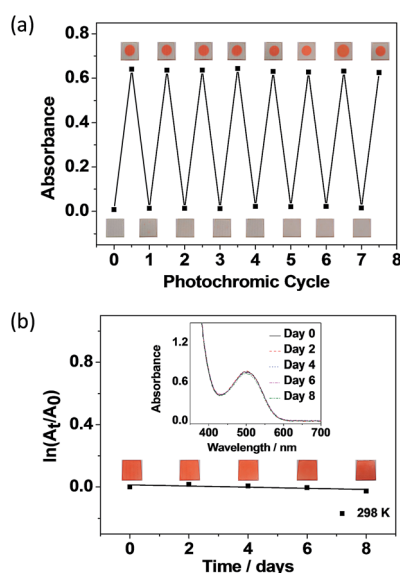 (a)
0.8
0.6
0.4
0.2
0.0
Absorbance
0 1 2 3 4 5 6 7 8
Photochromic Cycle
(b)
1.0
0.5
0.0
ln(At/A0)
1.2
0.6
0.0
Absorbance
Day 0
Day 2
Day 4
Day 6
Day 8
400 500 600 700
Wavelength / nm
298 K
0 2 4 6 8
Time / days